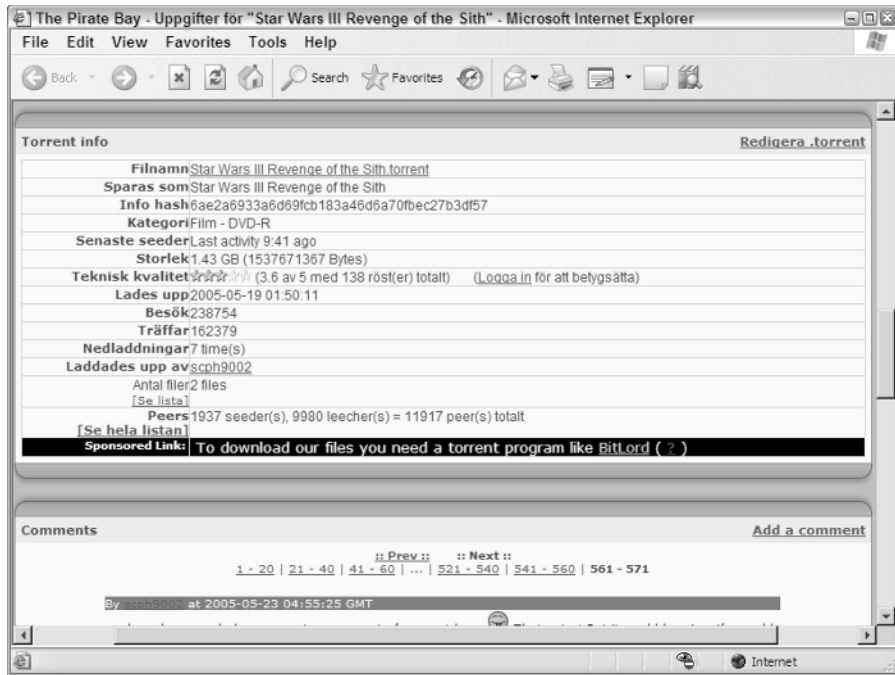 The Pirate Bay - Uppgifter för "Star Wars III Revenge of the Sith" - Microsoft Internet Explorer
File Edit View Favorites Tools Help
Back Search Favorites
Torrent info Redigera .torrent
Filnamn Star Wars III Revenge of the Sith.torrent
Sparas som Star Wars III Revenge of the Sith
Info hash 6ae2a6933a6d69fcb183a46d6a70fbec27b3df57
Kategori Film - DVD-R
Senaste seeder Last activity 9:41 ago
Storlek 1.43 GB (1537671367 Bytes)
Teknisk kvalitet (3.6 av 5 med 138 röst(er) totalt) (Logga in för att betygsätta)
Lades upp 2005-05-19 01:50:11
Besök 238754
Träffar 162379
Nedladdningar 7 time(s)
Laddades upp av scph9002
Antal filer 2 files
[Se lista]
Peers 1937 seeder(s), 9980 leecher(s) = 11917 peer(s) totalt
[Se hela listan]
Sponsored Link: To download our files you need a torrent program like BitLord ( ? )
Comments Add a comment
:: Prev :: :: Next ::
1 - 20 | 21 - 40 | 41 - 60 | ... | 521 - 540 | 541 - 560 | 561 - 571
By scph9002 at 2005-05-23 04:55:25 GMT
Internet